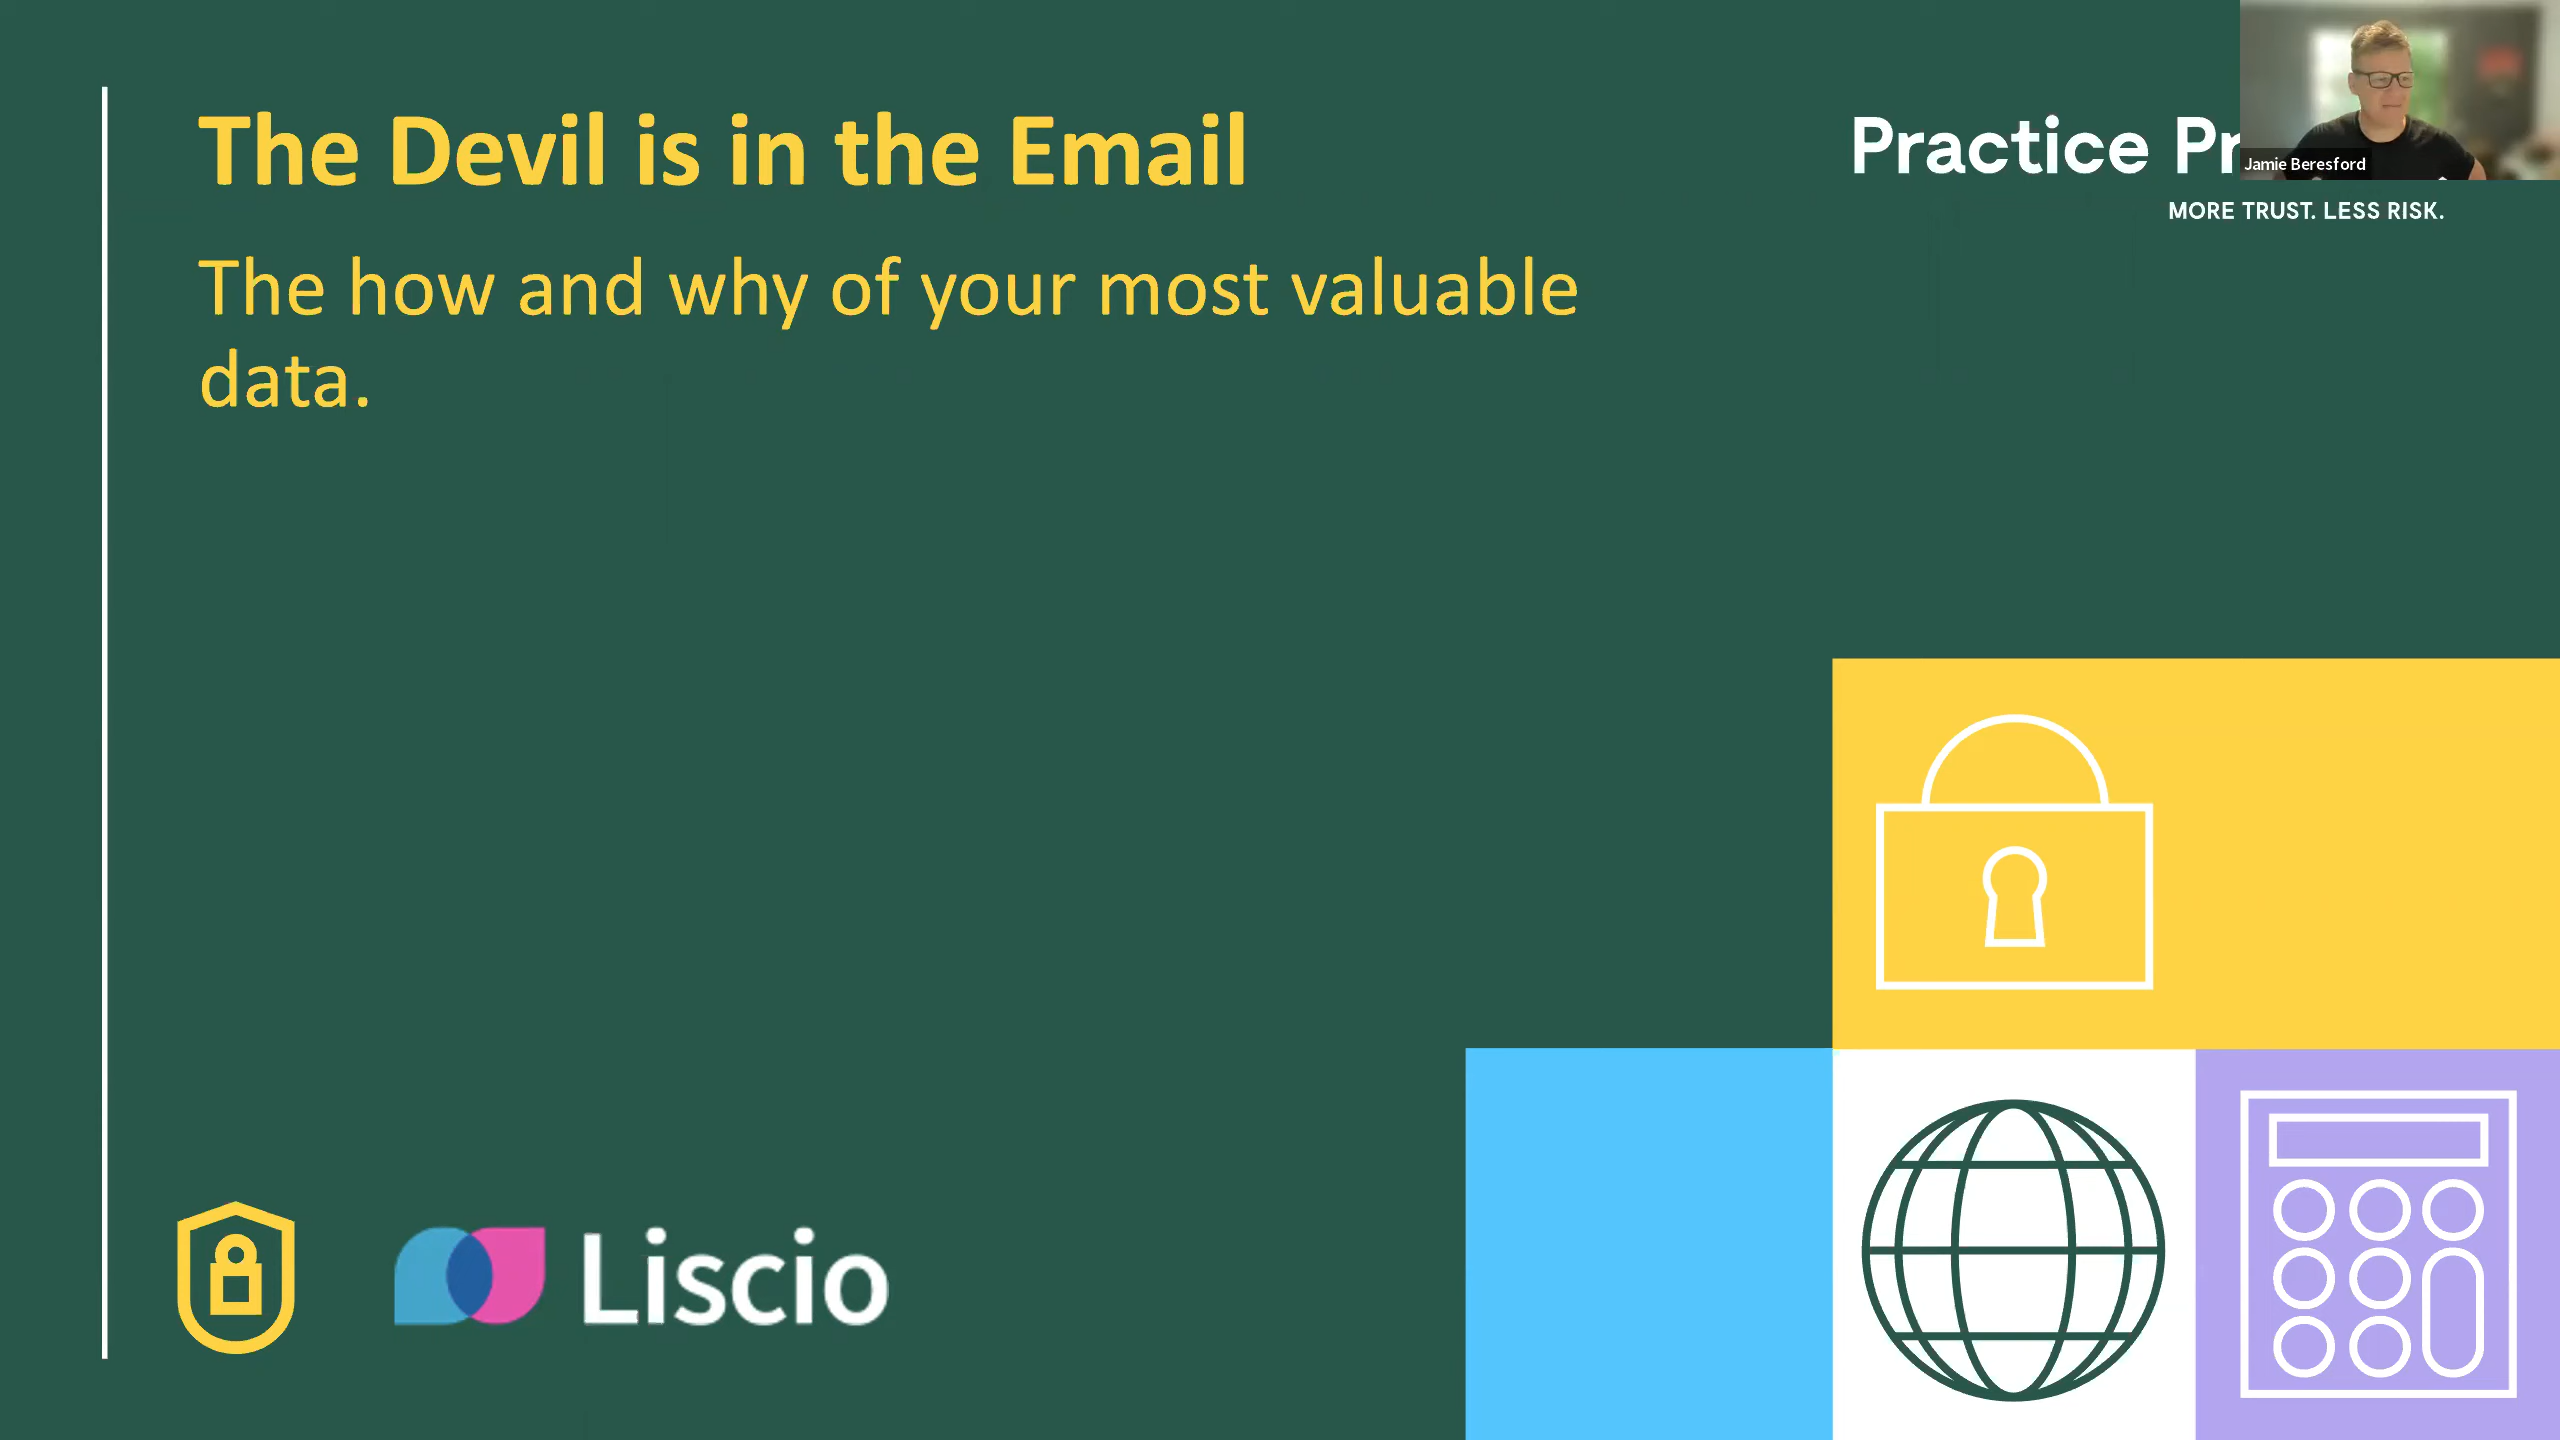 The Devil is in the Email
The how and why of your most valuable
data.
Practice
Jamie Beresford
MORE TRUST. LESS RISK.
Liscio